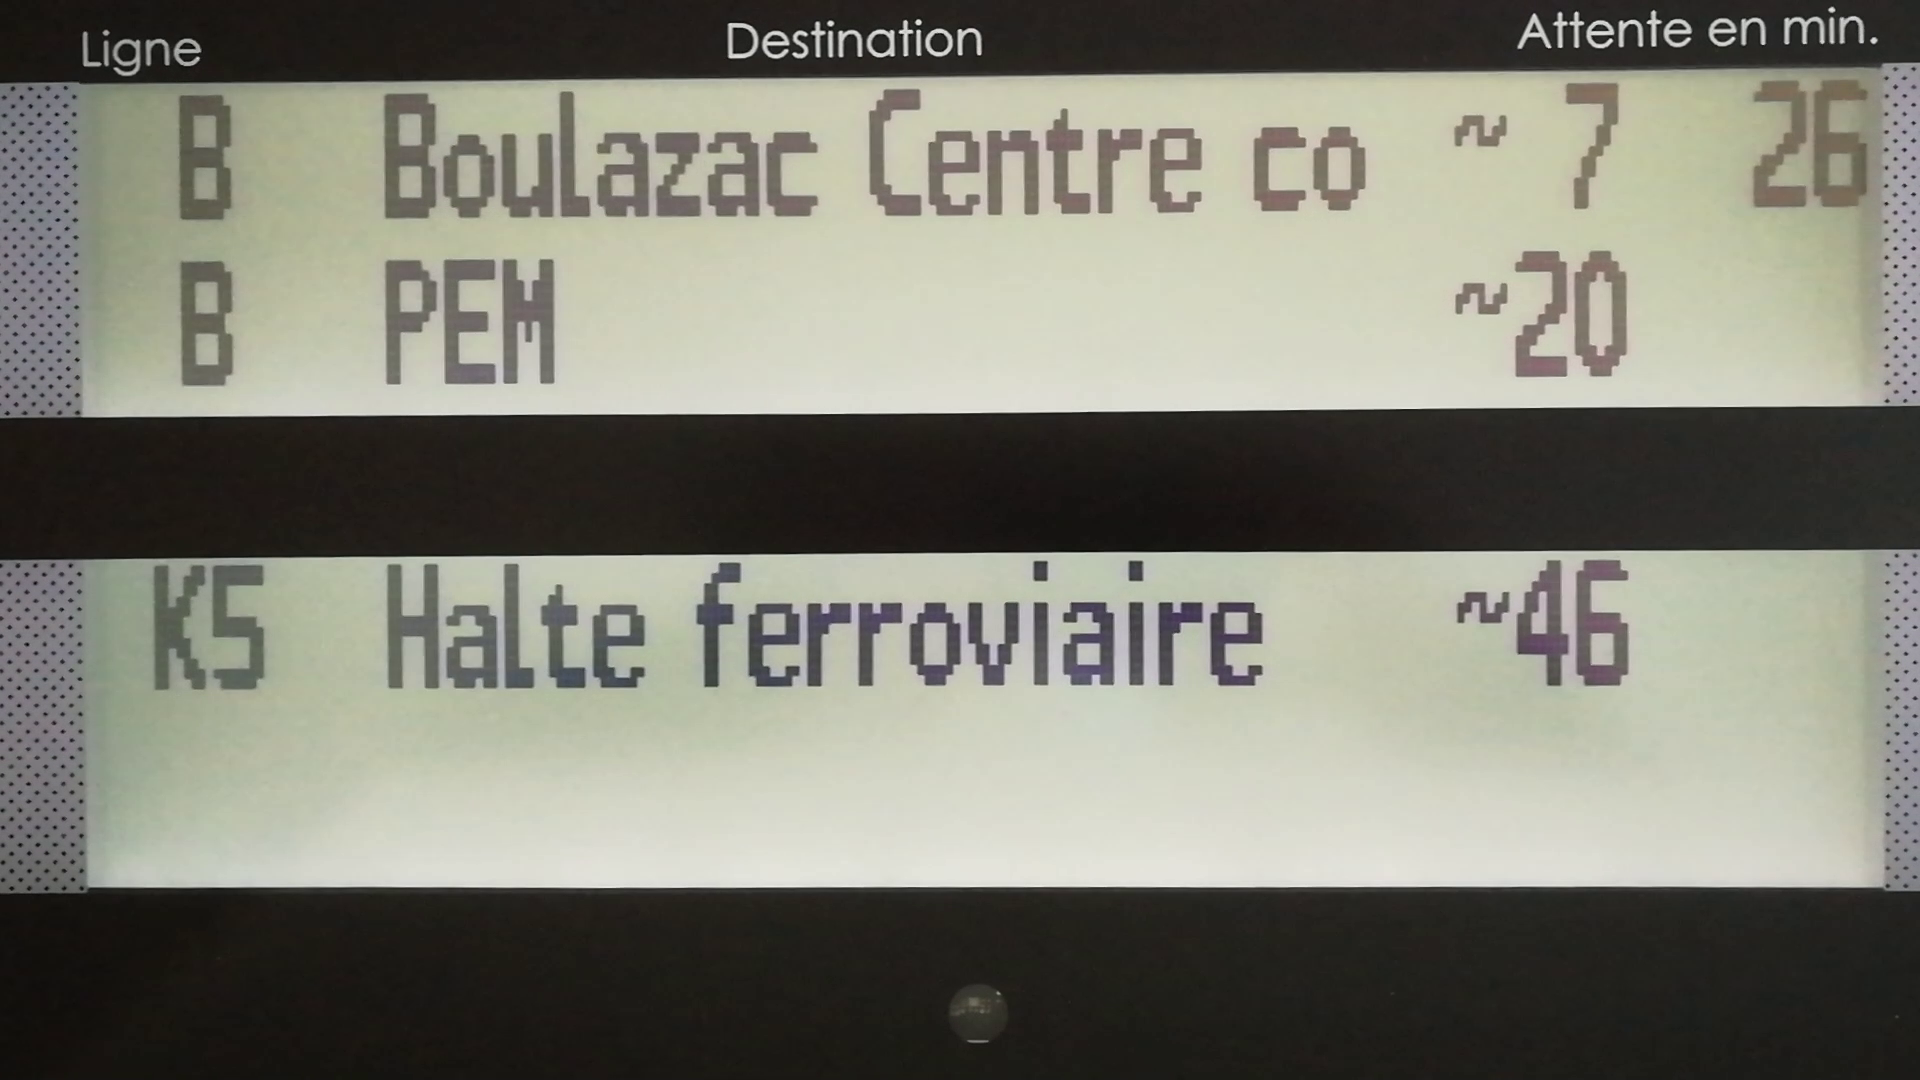 Ligne Destination Attente en min.
B Boulazac Centre co ~ 7 26
B PEM ~20
K5 Halte ferroviaire ~46